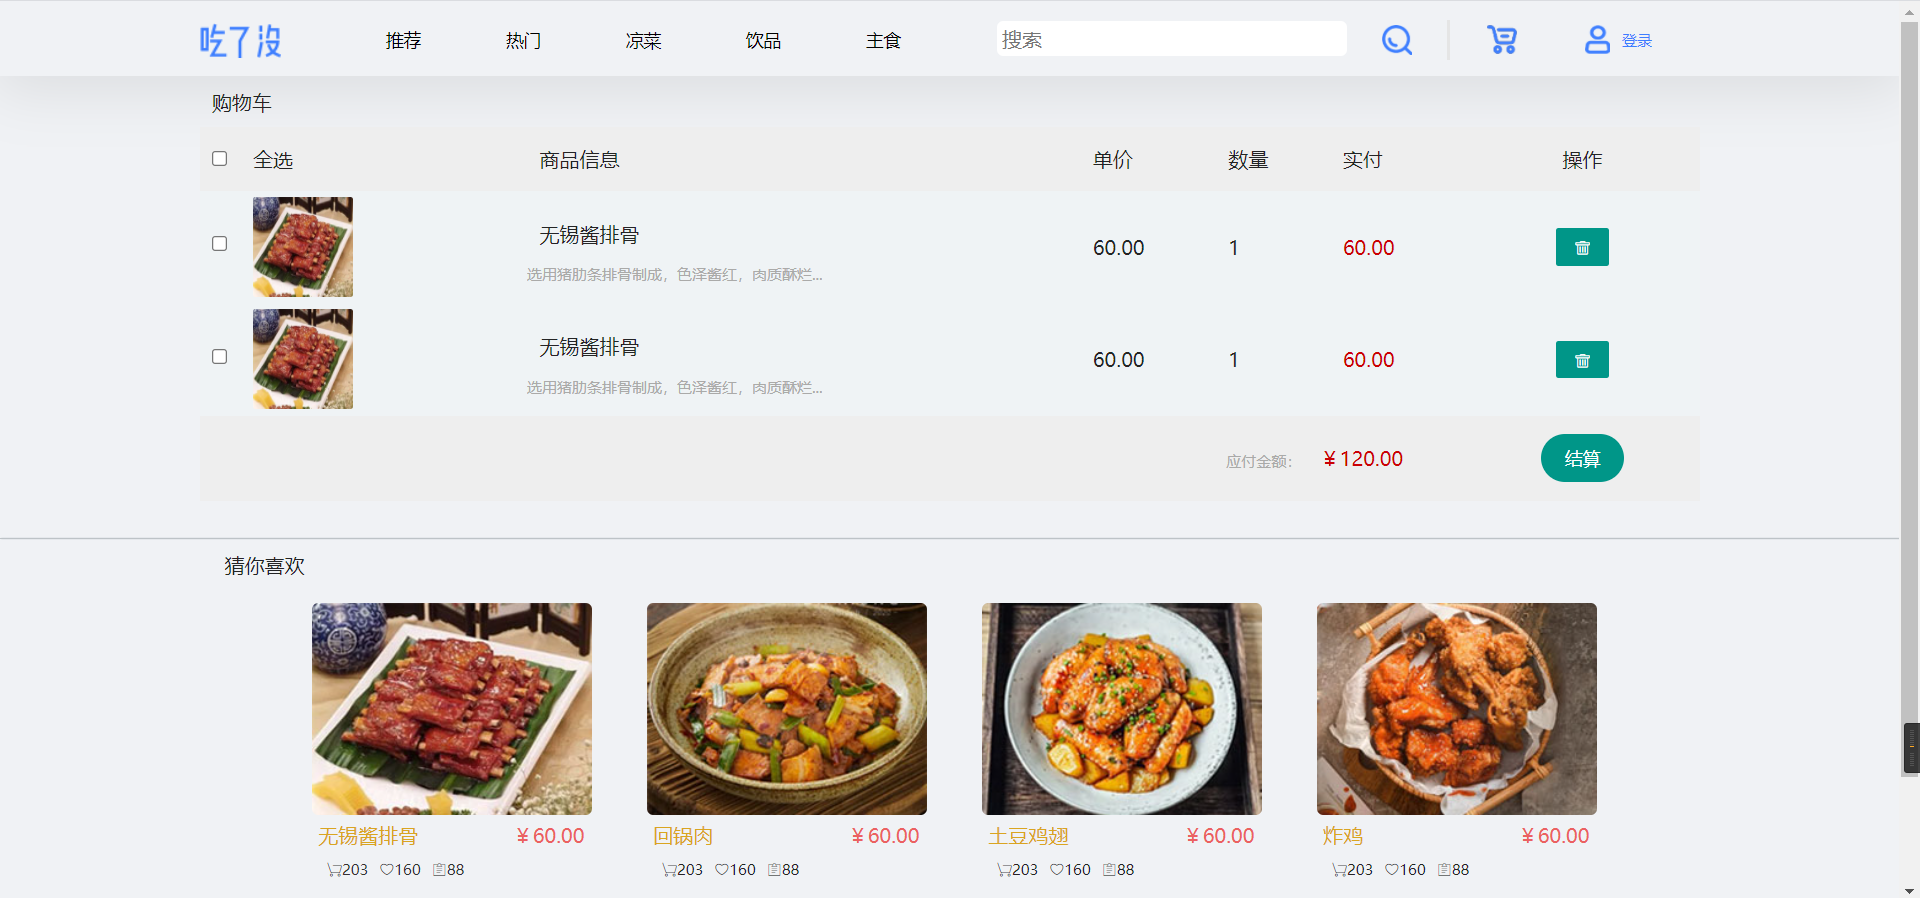 吃了没 推荐 热门 凉菜 饮品 主食 搜索 登录
购物车
全选 商品信息 单价 数量 实付 操作
无锡酱排骨 60.00 1 60.00
选用猪肋条排骨制成，色泽酱红，肉质酥烂...
无锡酱排骨 60.00 1 60.00
选用猪肋条排骨制成，色泽酱红，肉质酥烂...
应付金额： ¥ 120.00 结算
猜你喜欢
无锡酱排骨 ¥ 60.00 回锅肉 ¥ 60.00 土豆鸡翅 ¥ 60.00 炸鸡 ¥ 60.00
203 160 88 203 160 88 203 160 88 203 160 88